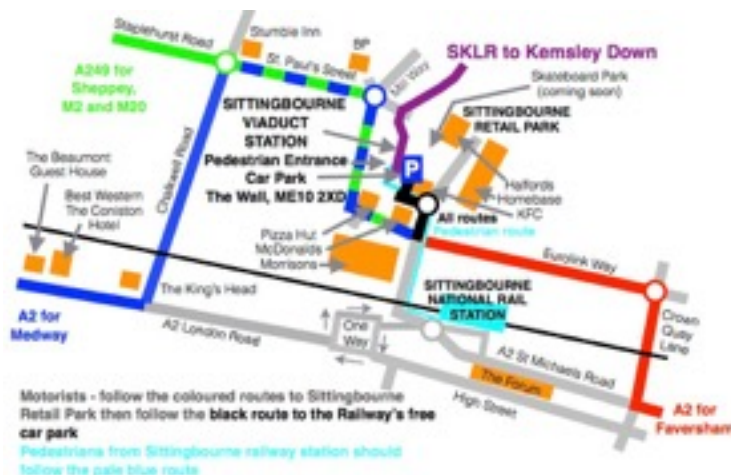 Staplehurst Road
Stumble Inn
BP
St. Paul's Street
Mill Way
SKLR to Kemsley Down
A249 for
Sheppey,
M2 and M20
Skateboard Park
(coming soon)
SITTINGBOURNE
RETAIL PARK
SITTINGBOURNE
VIADUCT
STATION
Pedestrian Entrance
Car Park
The Wall, ME10 2XD
P
Chalkwell Road
The Beaumont
Guest House
Best Western
The Coniston
Hotel
Halfords
Homebase
KFC
All routes
Pedestrian route
Pizza Hut
McDonalds
Morrisons
Eurolink Way
SITTINGBOURNE
NATIONAL RAIL
STATION
Crown
Quay
Lane
The King's Head
A2 for
Medway
A2 London Road
One
Way
A2 St Michaels Road
The Forum
High Street
A2 for
Faversham
Motorists - follow the coloured routes to Sittingbourne
Retail Park then follow the black route to the Railway's free
car park
Pedestrians from Sittingbourne railway station should
follow the pale blue route